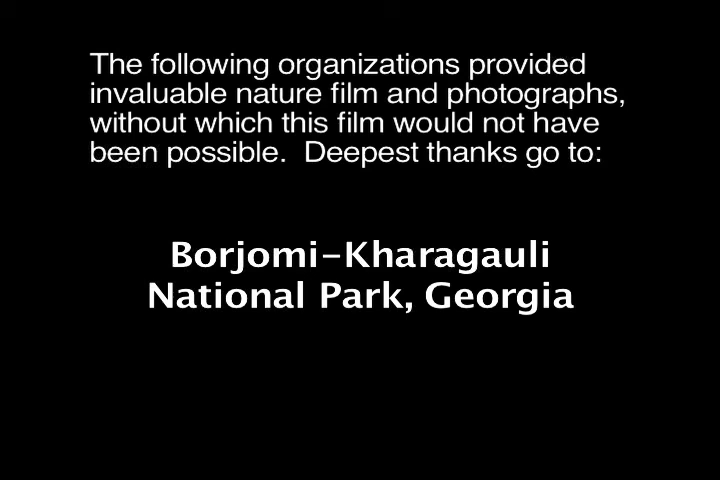 The following organizations provided
invaluable nature film and photographs,
without which this film would not have
been possible.  Deepest thanks go to:
Borjomi–Kharagauli
National Park, Georgia